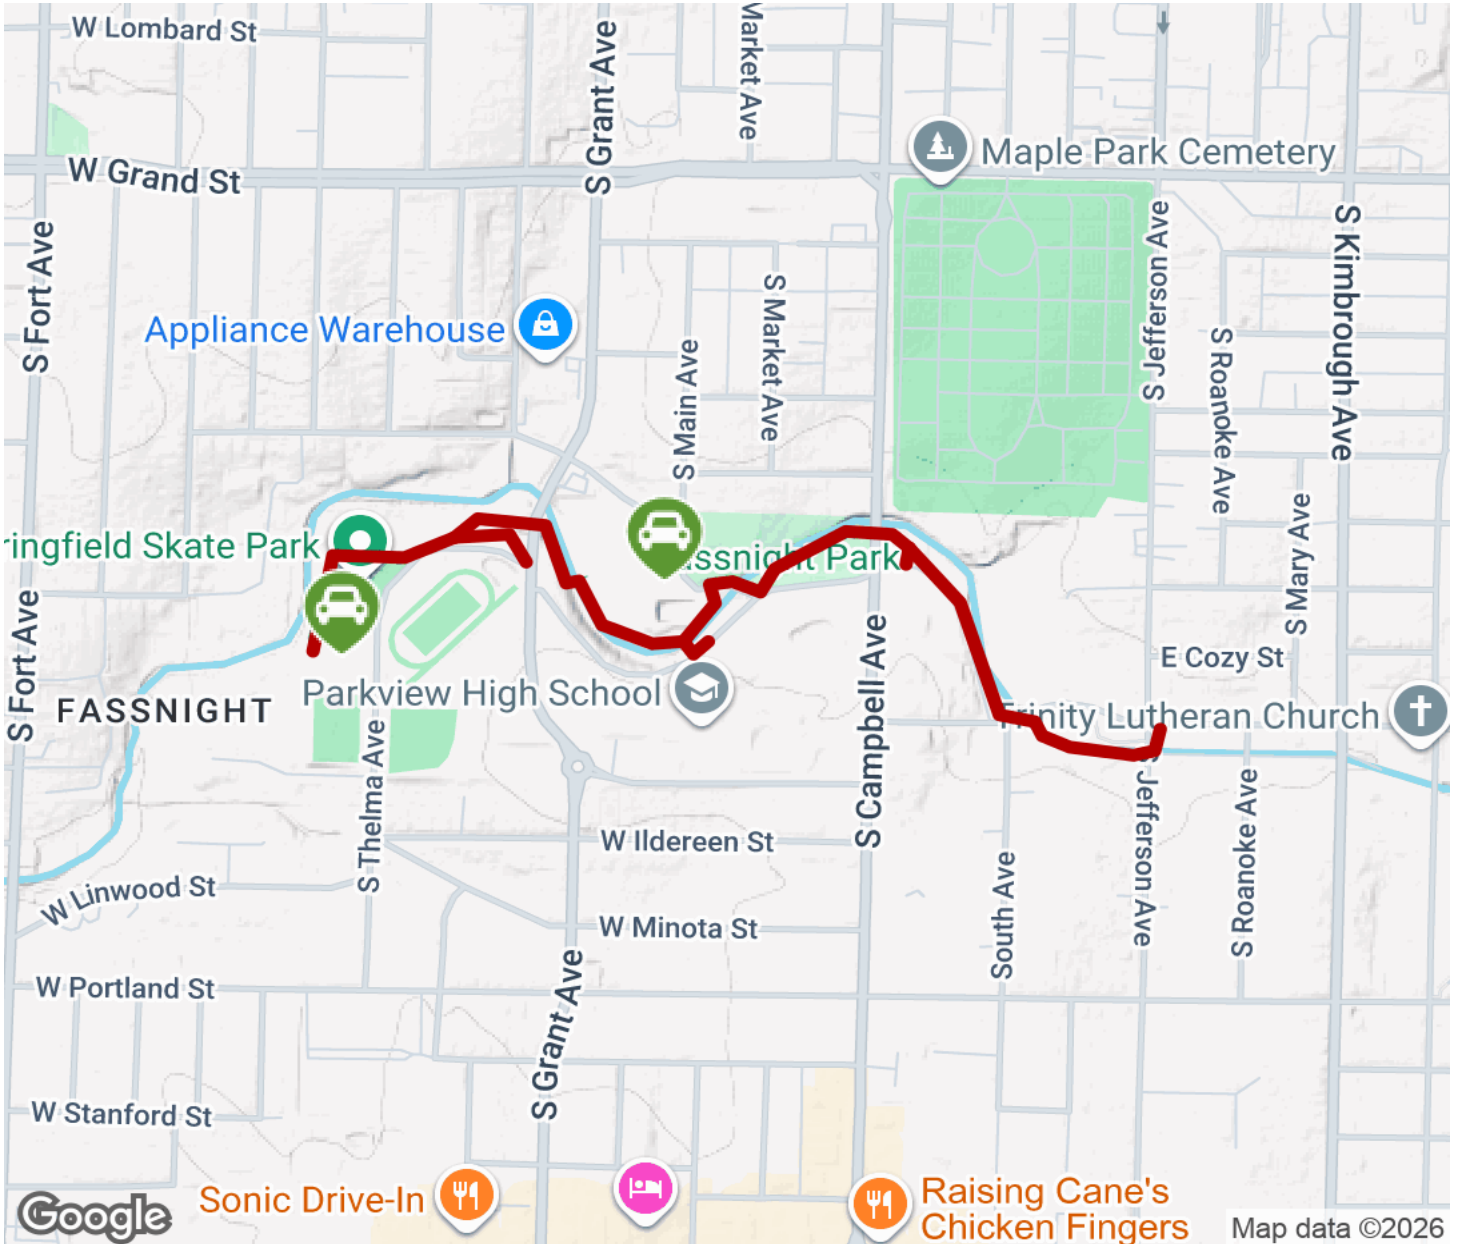 W Lombard St
S Grant Ave
Market Ave
W Grand St
Maple Park Cemetery
S Fort Ave
S Jefferson Ave
S Kimbrough Ave
Appliance Warehouse
S Market Ave
S Main Ave
S Roanoke Ave
S Mary Ave
ringfield Skate Park
assnight Park
S Fort Ave
FASSNIGHT
Parkview High School
E Cozy St
Trinity Lutheran Church
S Campbell Ave
S Thelma Ave
W Ildereen St
S Jefferson Ave
S Roanoke Ave
South Ave
W Linwood St
W Minota St
W Portland St
S Grant Ave
W Stanford St
Sonic Drive-In
Raising Cane's
Chicken Fingers
Google
Map data ©2026